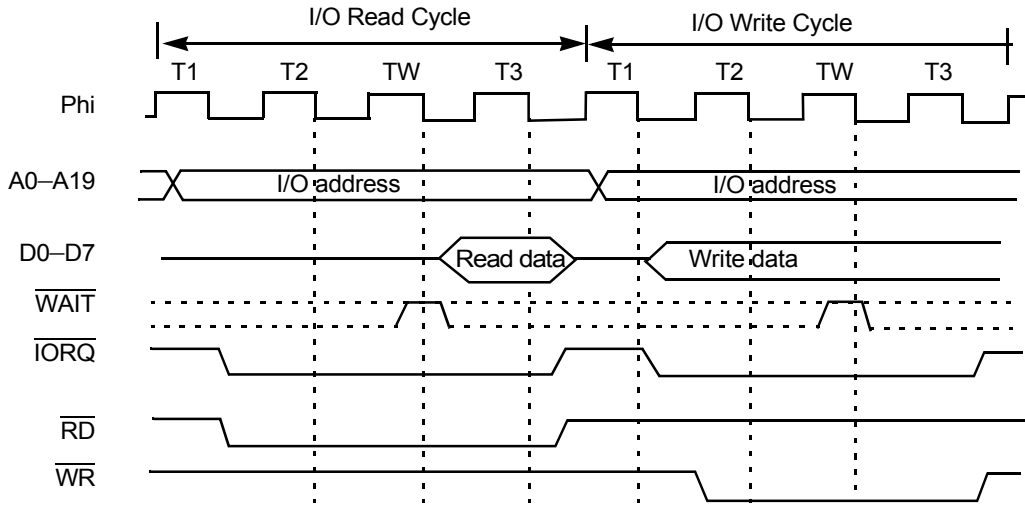 I/O Read Cycle I/O Write Cycle
T1 T2 TW T3 T1 T2 TW T3
Phi
A0–A19 I/O address I/O address
D0–D7 Read data Write data
WAIT
IORQ
RD
WR